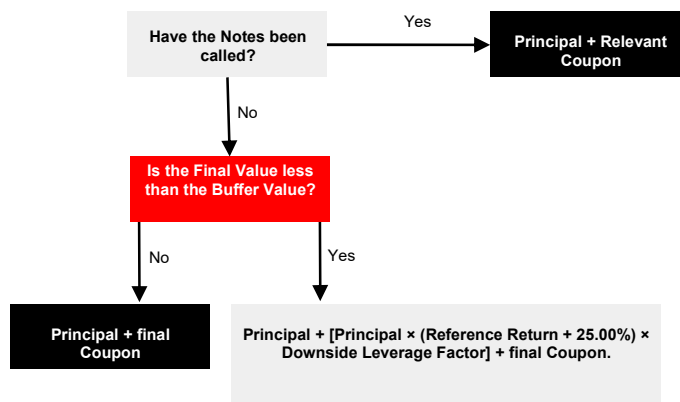 Have the Notes been
called?
Yes
Principal + Relevant
Coupon
No
Is the Final Value less
than the Buffer Value?
No
Yes
Principal + final
Coupon
Principal + [Principal × (Reference Return + 25.00%) ×
Downside Leverage Factor] + final Coupon.